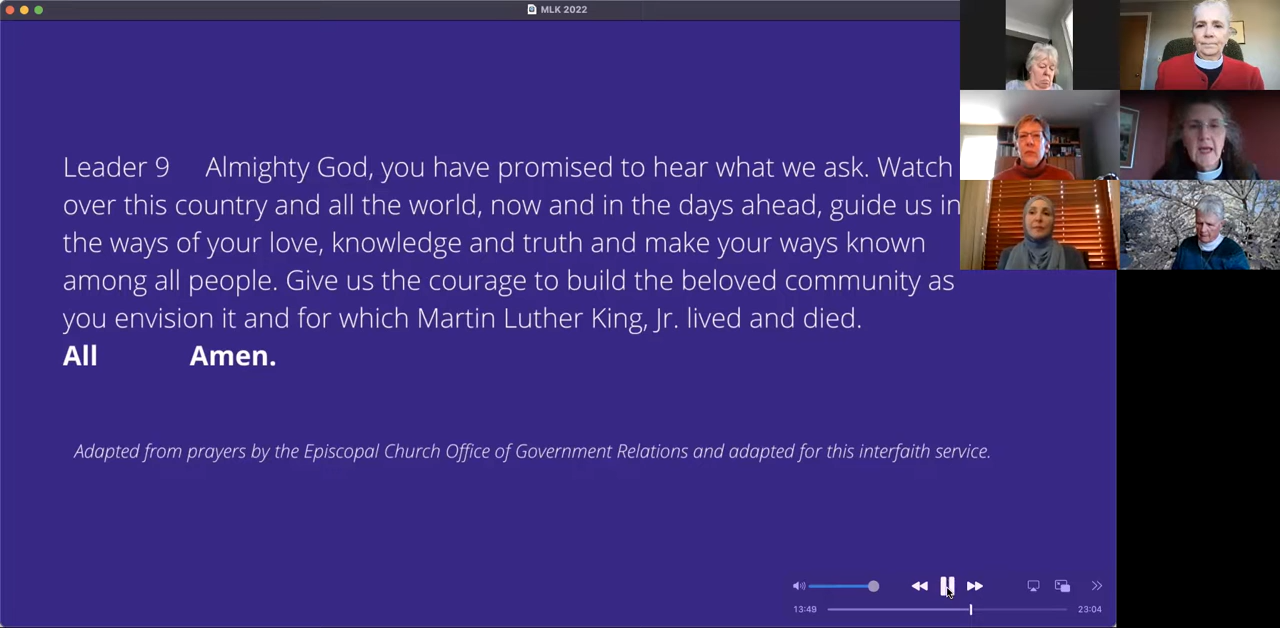 MLK 2022
Leader 9 Almighty God, you have promised to hear what we ask. Watch
over this country and all the world, now and in the days ahead, guide us in
the ways of your love, knowledge and truth and make your ways known
among all people. Give us the courage to build the beloved community as
you envision it and for which Martin Luther King, Jr. lived and died.
All Amen.
Adapted from prayers by the Episcopal Church Office of Government Relations and adapted for this interfaith service.
13:49 23:04